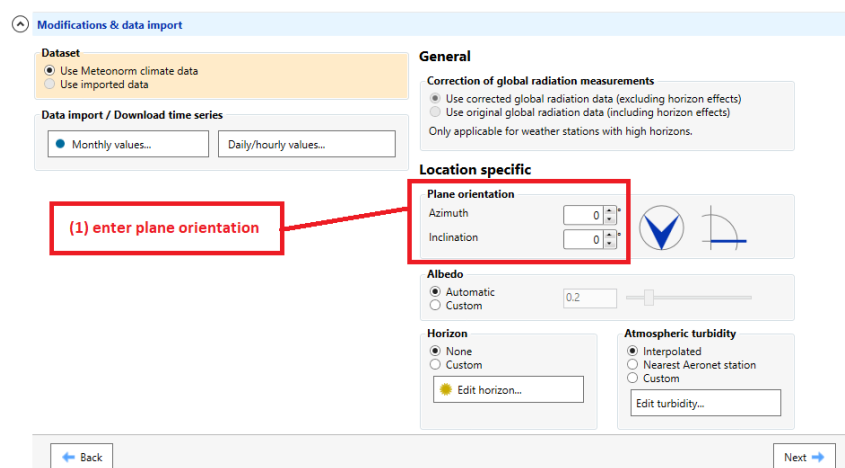 Modifications & data import
Dataset
Use Meteonorm climate data
Use imported data
Data import / Download time series
Monthly values...
Daily/hourly values...
(1) enter plane orientation
General
Correction of global radiation measurements
Use corrected global radiation data (excluding horizon effects)
Use original global radiation data (including horizon effects)
Only applicable for weather stations with high horizons.
Location specific
Plane orientation
Azimuth 0 °
Inclination 0 °
Albedo
Automatic 0.2
Custom
Horizon
None
Custom
Edit horizon...
Atmospheric turbidity
Interpolated
Nearest Aeronet station
Custom
Edit turbidity...
Back
Next